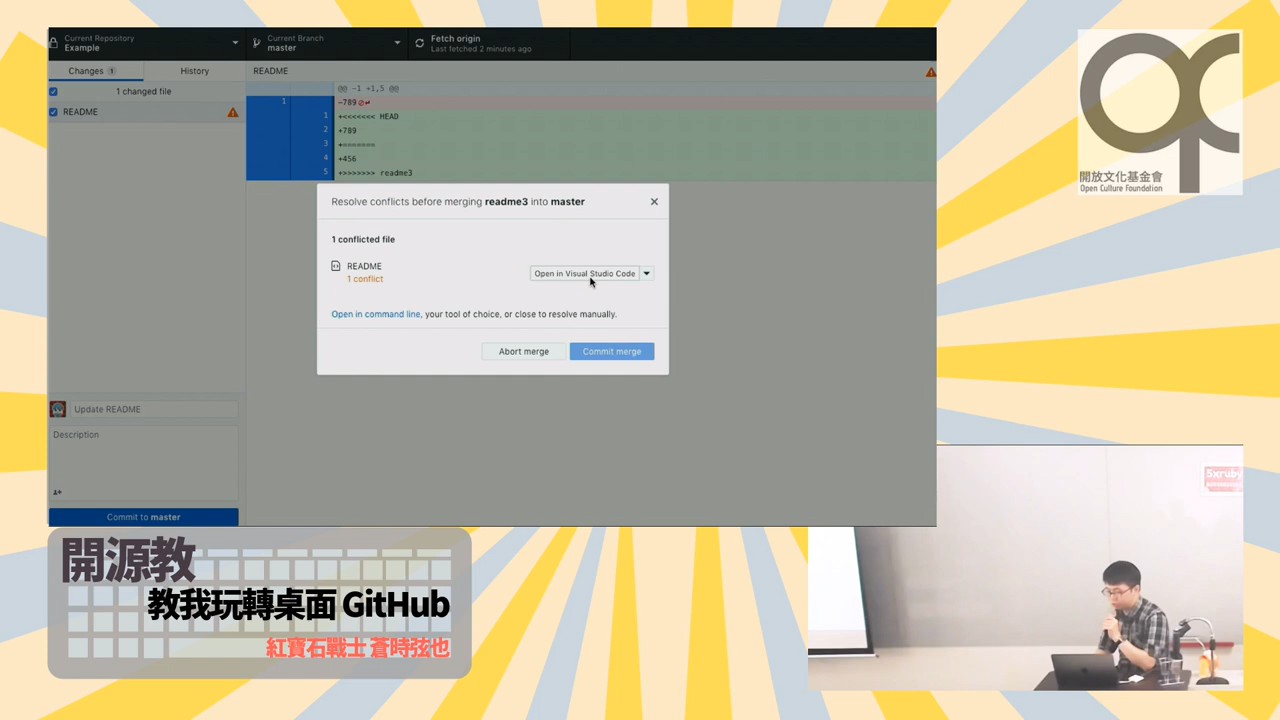 Current Repository
Example
Current Branch
master
Fetch origin
Last fetched 2 minutes ago
Changes 1
History
README
1 changed file
README
@@ -1 +1,5 @@
1 -789
1 +<<<<<<< HEAD
2 +789
3 +=======
4 +456
5 +>>>>>>> readme3
Resolve conflicts before merging readme3 into master
1 conflicted file
README
1 conflict
Open in Visual Studio Code
Open in command line, your tool of choice, or close to resolve manually.
Abort merge
Commit merge
Update README
Description
Commit to master
開放文化基金會
Open Culture Foundation
5xruby
開源教
教我玩轉桌面 GitHub
紅寶石戰士 蒼時弦也